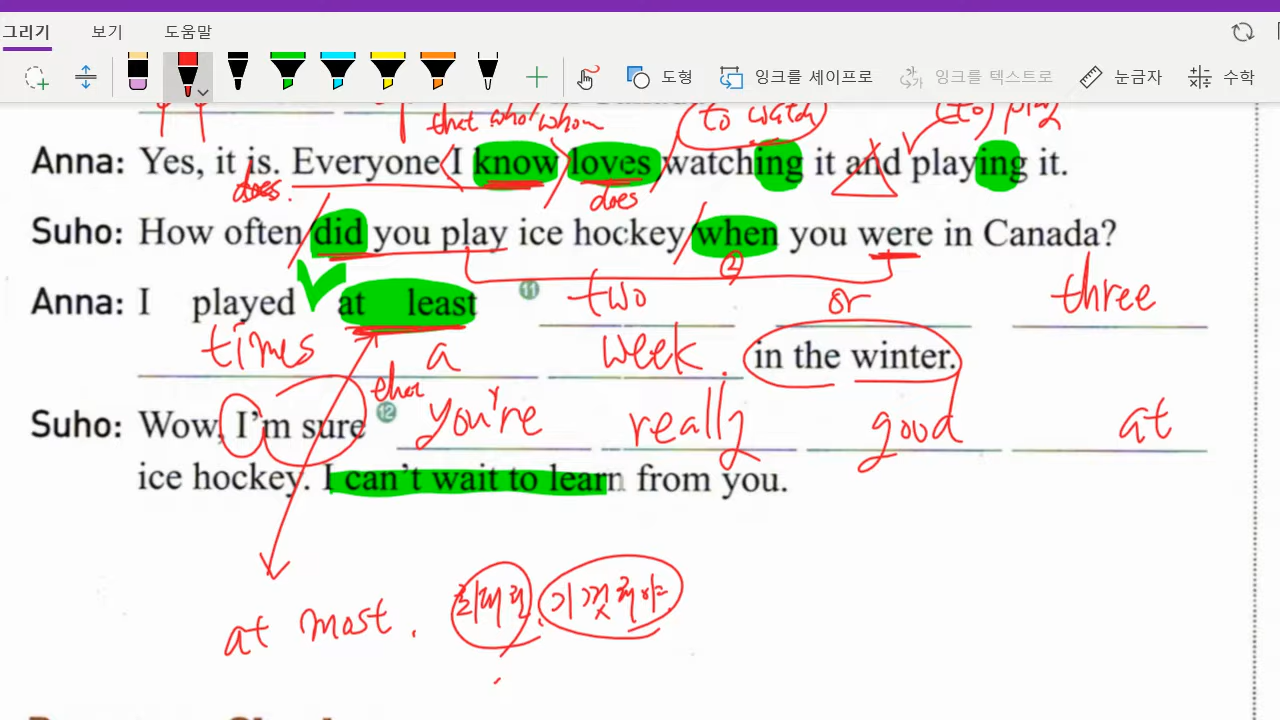 그리기 보기 도움말
도형 잉크를 셰이프로 잉크를 텍스트로 눈금자 수학
that who/whom to watch (to) play
Anna: Yes, it is. Everyone I know loves watching it and playing it.
does. does
Suho: How often did you play ice hockey when you were in Canada?
②
Anna: I played at least ⑪ two or three
times a week. in the winter.
that
Suho: Wow, I'm sure ⑫ you're really good at
ice hockey. I can't wait to learn from you.
at most. 최대로, 기껏해야